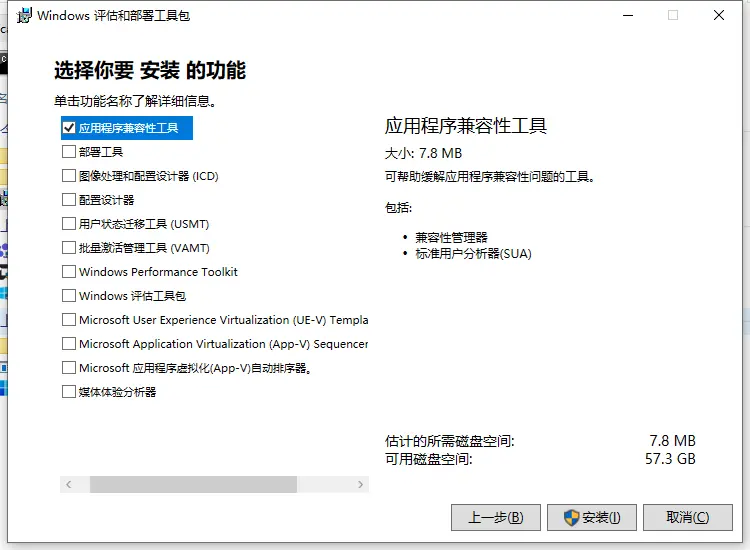 Windows 评估和部署工具包
选择你要 安装 的功能
单击功能名称了解详细信息。
应用程序兼容性工具
部署工具
图像处理和配置设计器 (ICD)
配置设计器
用户状态迁移工具 (USMT)
批量激活管理工具 (VAMT)
Windows Performance Toolkit
Windows 评估工具包
Microsoft User Experience Virtualization (UE-V) Templa
Microsoft Application Virtualization (App-V) Sequencer
Microsoft 应用程序虚拟化(App-V)自动排序器。
媒体体验分析器
应用程序兼容性工具
大小: 7.8 MB
可帮助缓解应用程序兼容性问题的工具。
包括:
• 兼容性管理器
• 标准用户分析器(SUA)
估计的所需磁盘空间: 7.8 MB
可用磁盘空间: 57.3 GB
上一步(B) 安装(I) 取消(C)